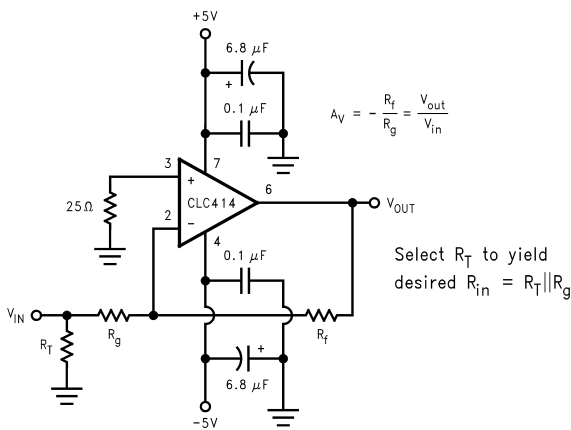 +5V
6.8 μF
+
0.1 μF
A_V = - R_f/R_g = V_out/V_in
3
7
+
25Ω
CLC414
6
V_OUT
2
-
4
0.1 μF
Select R_T to yield
desired R_in = R_T||R_g
V_IN
R_g
R_f
R_T
+
6.8 μF
-5V